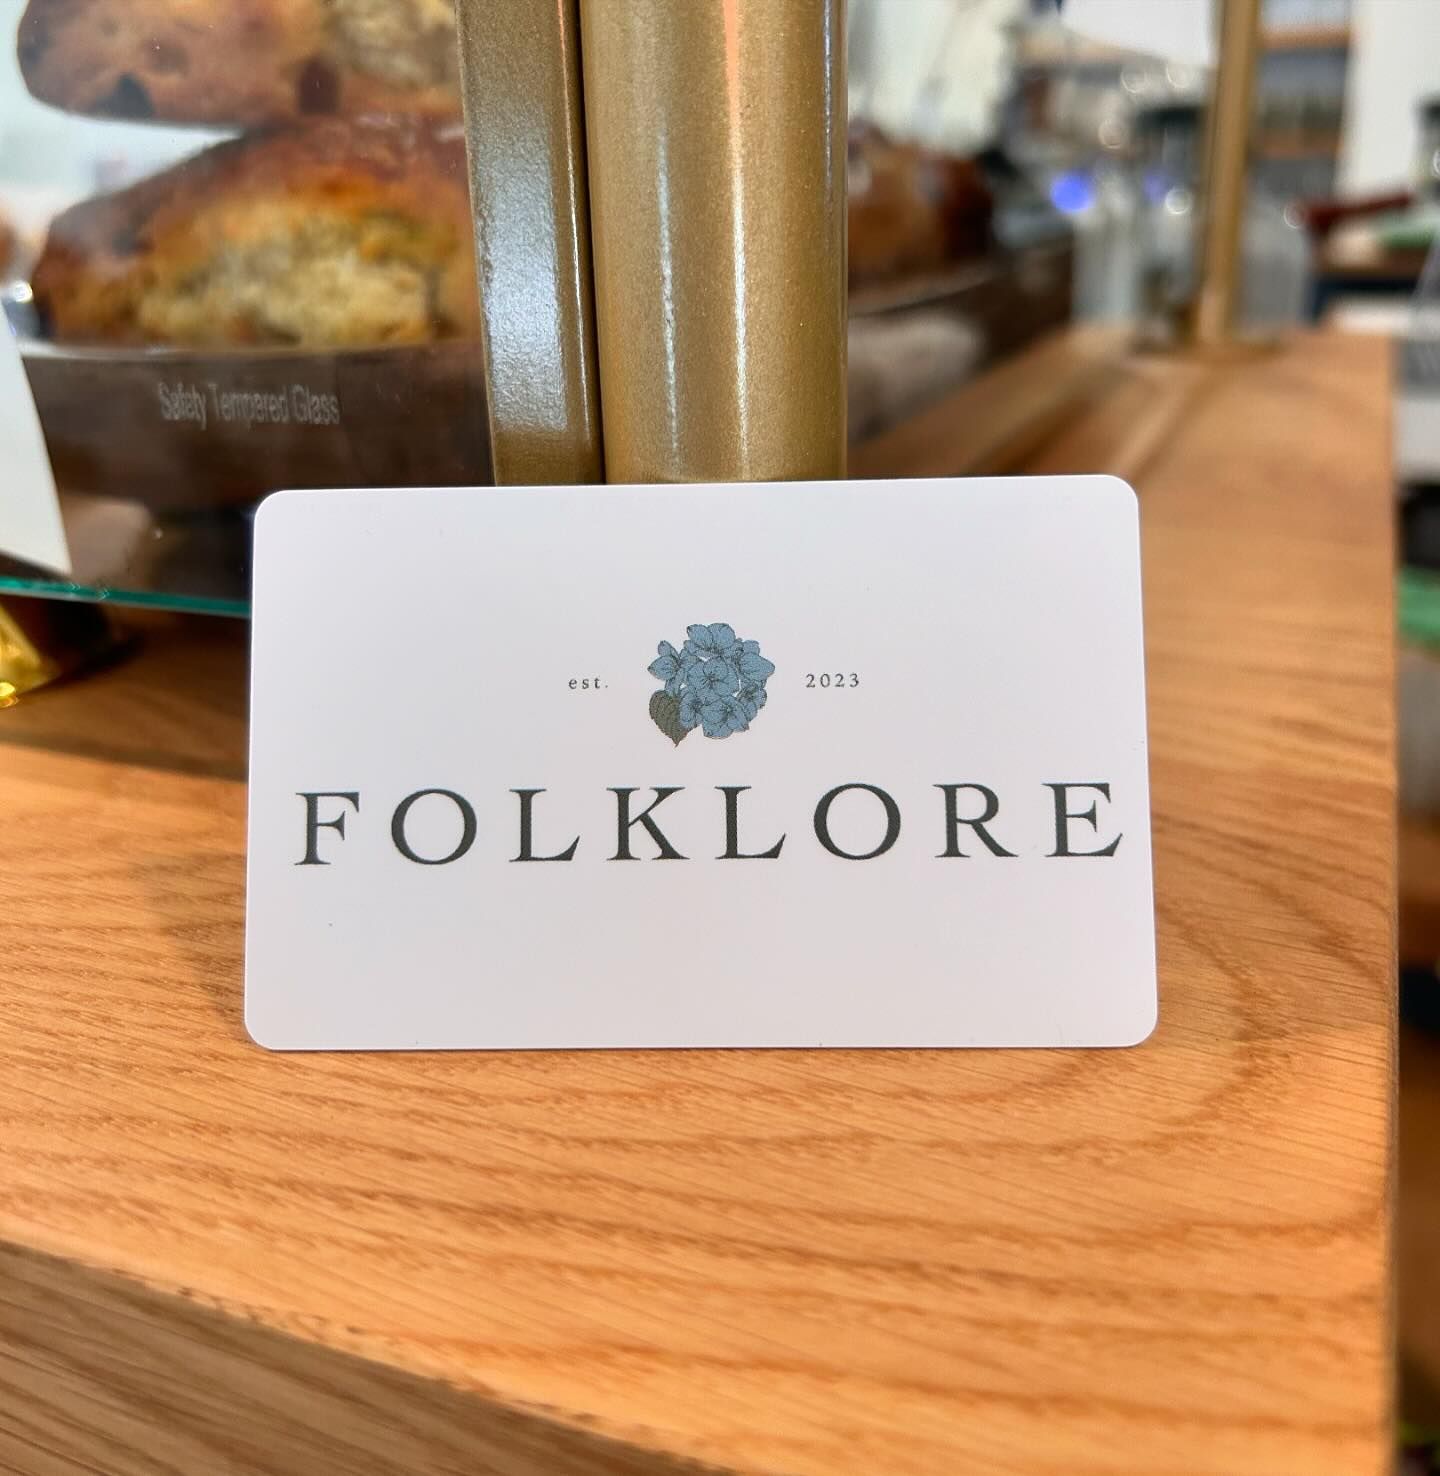 Safety Tempered Glass
est. 2023
FOLKLORE